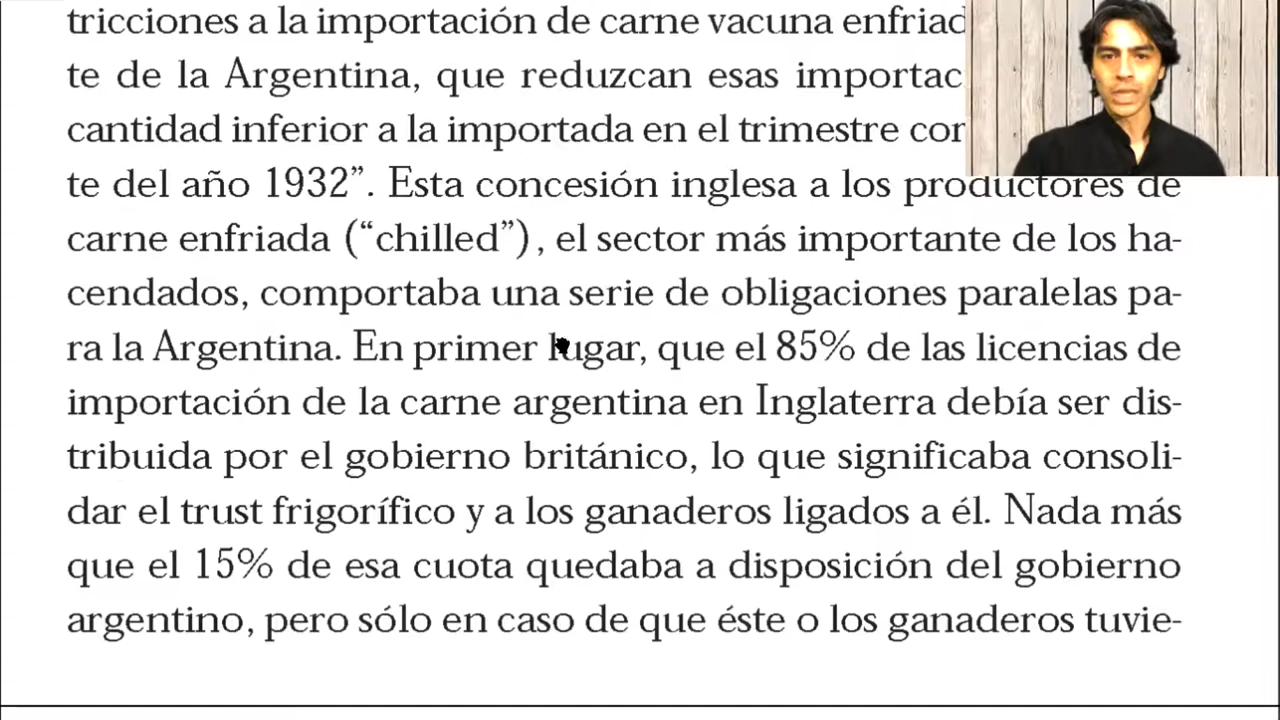 tricciones a la importación de carne vacuna
te de la Argentina, que reduzcan esas
cantidad inferior a la importada en el trimestre
te del año 1932”. Esta concesión inglesa a los productores de
carne enfriada (“chilled”), el sector más importante de los ha-
cendados, comportaba una serie de obligaciones paralelas pa-
ra la Argentina. En primer lugar, que el 85% de las licencias de
importación de la carne argentina en Inglaterra debía ser dis-
tribuida por el gobierno británico, lo que significaba consoli-
dar el trust frigorífico y a los ganaderos ligados a él. Nada más
que el 15% de esa cuota quedaba a disposición del gobierno
argentino, pero sólo en caso de que éste o los ganaderos tuvie-